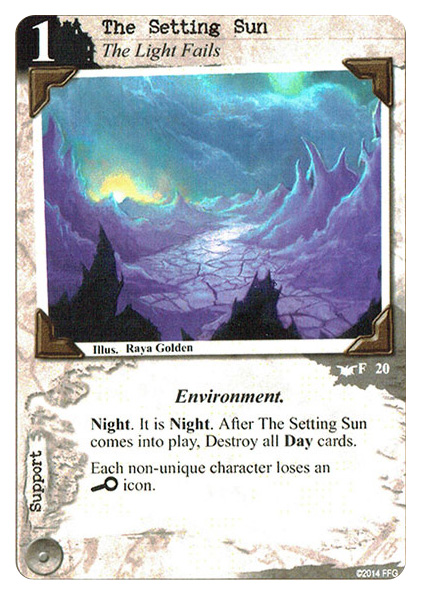 1
The Setting Sun
The Light Fails
Illus. Raya Golden
F 20
Environment.
Night. It is Night. After The Setting Sun
comes into play, Destroy all Day cards.
Each non-unique character loses an
icon.
Support
©2014 FFG